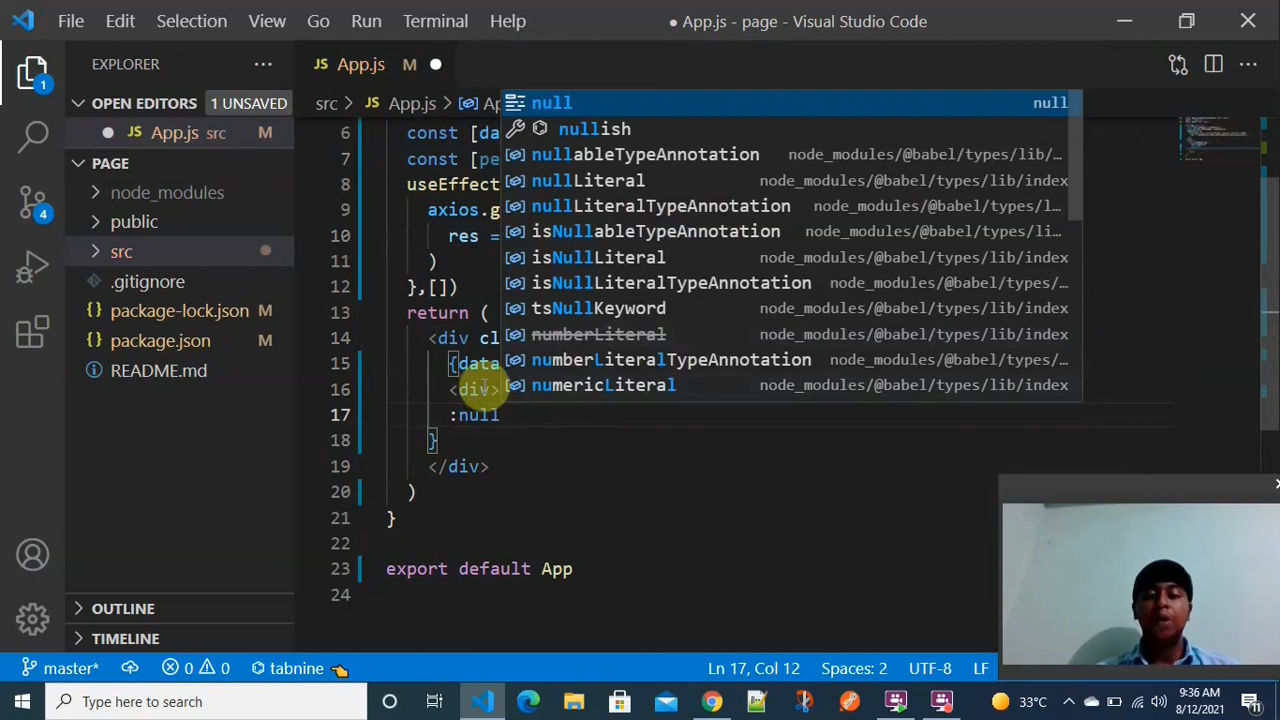 File Edit Selection View Go Run Terminal Help
● App.js - page - Visual Studio Code
EXPLORER
OPEN EDITORS 1 UNSAVED
● JS App.js src M
PAGE
node_modules
public
src
.gitignore
{} package-lock.json M
{} package.json M
README.md
OUTLINE
TIMELINE
1
4
JS App.js M ●
src > JS App.js > Ap
6 const [da
7 const [pe
8 useEffect
9 axios.g
10 res =
11 )
12 },[])
13 return (
14 <div cl
15 {data
16 <div>
17 :null
18 }
19 </div>
20 )
21 }
22
23 export default App
24
null null
nullish
nullableTypeAnnotation node_modules/@babel/types/lib/…
nullLiteral node_modules/@babel/types/lib/index
nullLiteralTypeAnnotation node_modules/@babel/types/l…
isNullableTypeAnnotation node_modules/@babel/types/li…
isNullLiteral node_modules/@babel/types/lib/index
isNullLiteralTypeAnnotation node_modules/@babel/types/…
tsNullKeyword node_modules/@babel/types/lib/index
numberLiteral node_modules/@babel/types/lib/index
numberLiteralTypeAnnotation node_modules/@babel/types/…
numericLiteral node_modules/@babel/types/lib/index
master* 0 0 tabnine
Ln 17, Col 12 Spaces: 2 UTF-8 LF
Type here to search
33°C
9:36 AM
8/12/2021
11